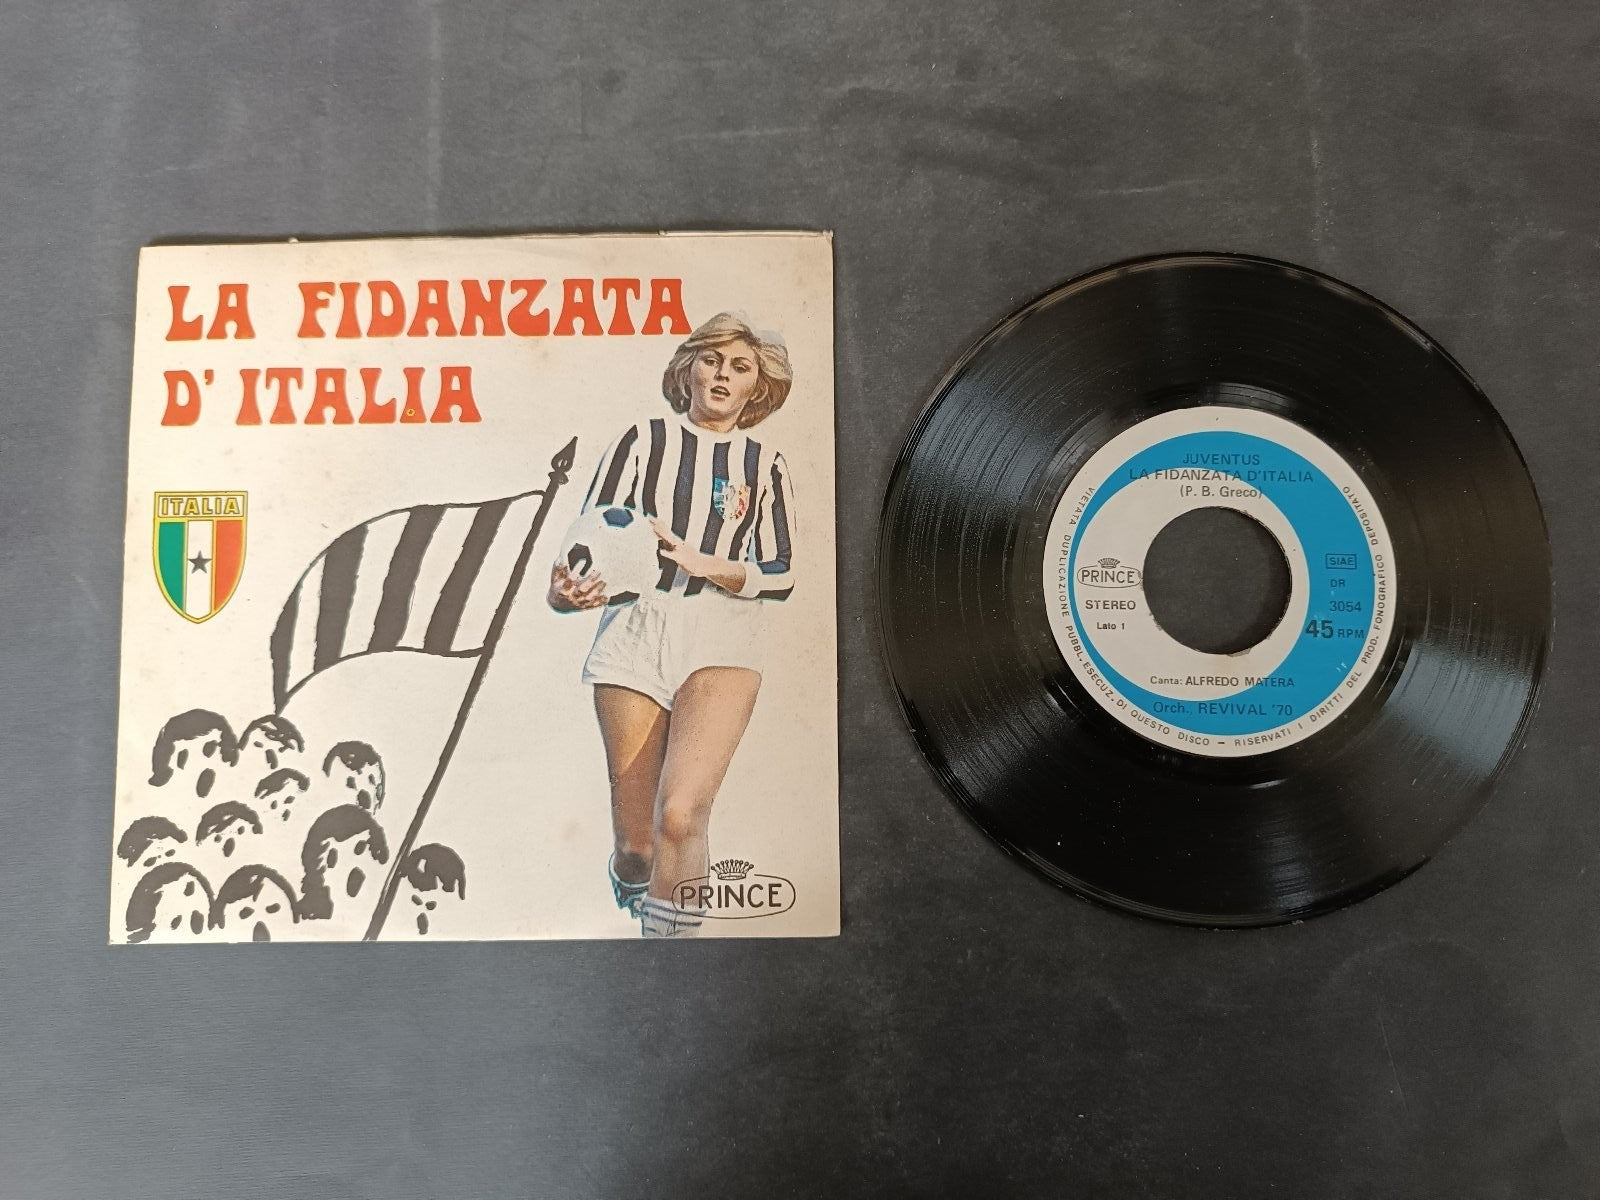 LA FIDANZATA
D'ITALIA
ITALIA
PRINCE
JUVENTUS
LA FIDANZATA D'ITALIA
(P. B. Greco)
PRINCE
STEREO
Lato 1
SIAE
DR
3054
45 RPM
Canta: ALFREDO MATERA
Orch. REVIVAL '70
VIETATA DUPLICAZIONE PUBBL. ESECUZ. DI QUESTO DISCO — RISERVATI I DIRITTI DEL PROD. FONOGRAFICO DEPOSITATO